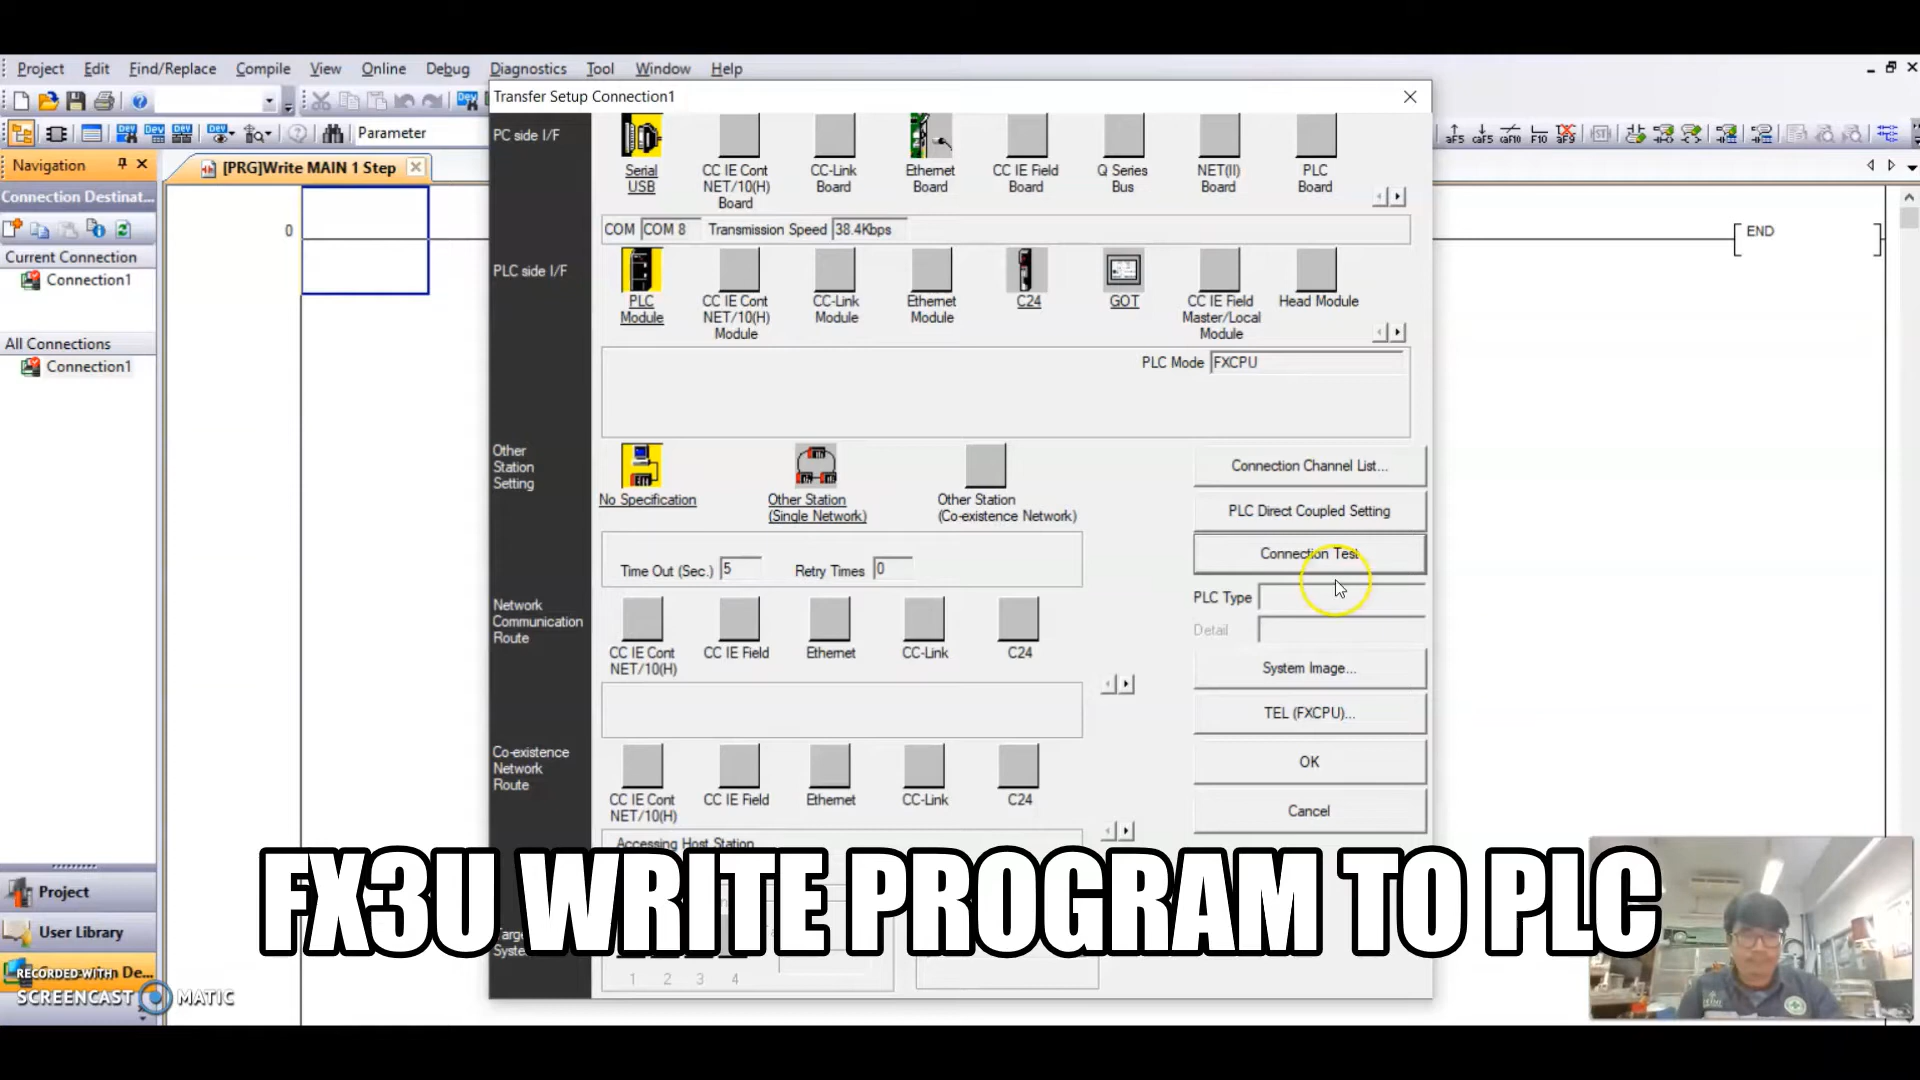 Project Edit Find/Replace Compile View Online Debug Diagnostics Tool Window Help
Transfer Setup Connection1
Parameter
Navigation
[PRG]Write MAIN 1 Step
Connection Destinat...
Current Connection
Connection1
All Connections
Connection1
0
END
PC side I/F
Serial
USB
CC IE Cont
NET/10(H)
Board
CC-Link
Board
Ethernet
Board
CC IE Field
Board
Q Series
Bus
NET(II)
Board
PLC
Board
COM COM 8 Transmission Speed 38.4Kbps
PLC side I/F
PLC
Module
CC IE Cont
NET/10(H)
Module
CC-Link
Module
Ethernet
Module
C24
GOT
CC IE Field
Master/Local
Module
Head Module
PLC Mode FXCPU
Other
Station
Setting
No Specification
Other Station
(Single Network)
Other Station
(Co-existence Network)
Time Out (Sec.) 5 Retry Times 0
Connection Channel List...
PLC Direct Coupled Setting
Connection Test
PLC Type
Detail
System Image...
TEL (FXCPU)...
OK
Cancel
Network
Communication
Route
CC IE Cont
NET/10(H)
CC IE Field
Ethernet
CC-Link
C24
Co-existence
Network
Route
CC IE Cont
NET/10(H)
CC IE Field
Ethernet
CC-Link
C24
Accessing Host Station
1 2 3 4
aF5 caF5 caF10 F10 aF9
Project
User Library
RECORDED WITH
SCREENCAST MATIC
FX3U WRITE PROGRAM TO PLC